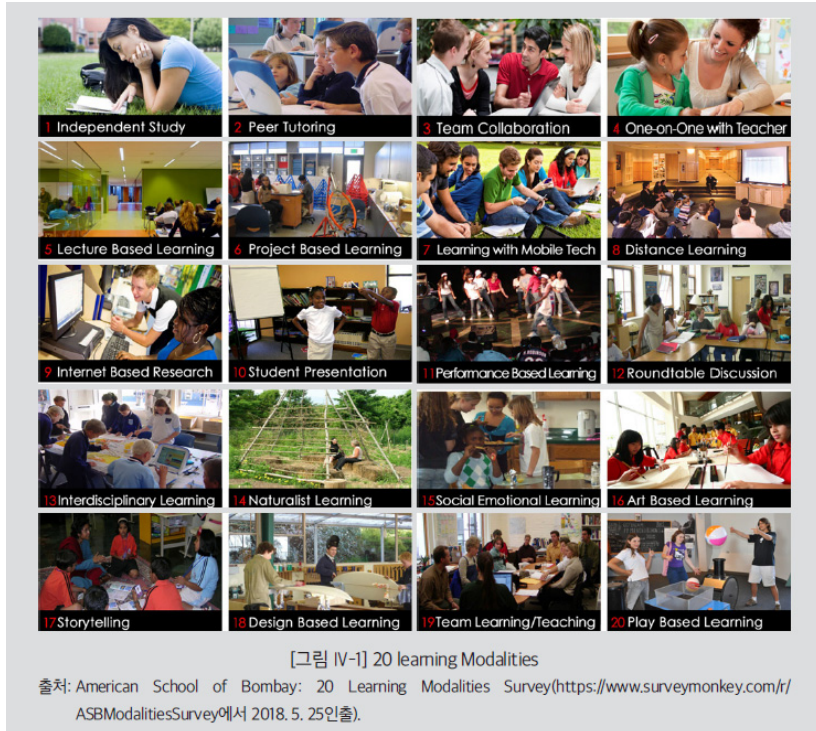 1 Independent Study
2 Peer Tutoring
3 Team Collaboration
4 One-on-One with Teacher
5 Lecture Based Learning
6 Project Based Learning
7 Learning with Mobile Tech
8 Distance Learning
9 Internet Based Research
10 Student Presentation
11 Performance Based Learning
12 Roundtable Discussion
13 Interdisciplinary Learning
14 Naturalist Learning
15 Social Emotional Learning
16 Art Based Learning
17 Storytelling
18 Design Based Learning
19 Team Learning/Teaching
20 Play Based Learning
[그림 Ⅳ-1] 20 learning Modalities
출처: American School of Bombay: 20 Learning Modalities Survey(https://www.surveymonkey.com/r/
ASBModalitiesSurvey에서 2018. 5. 25인출).